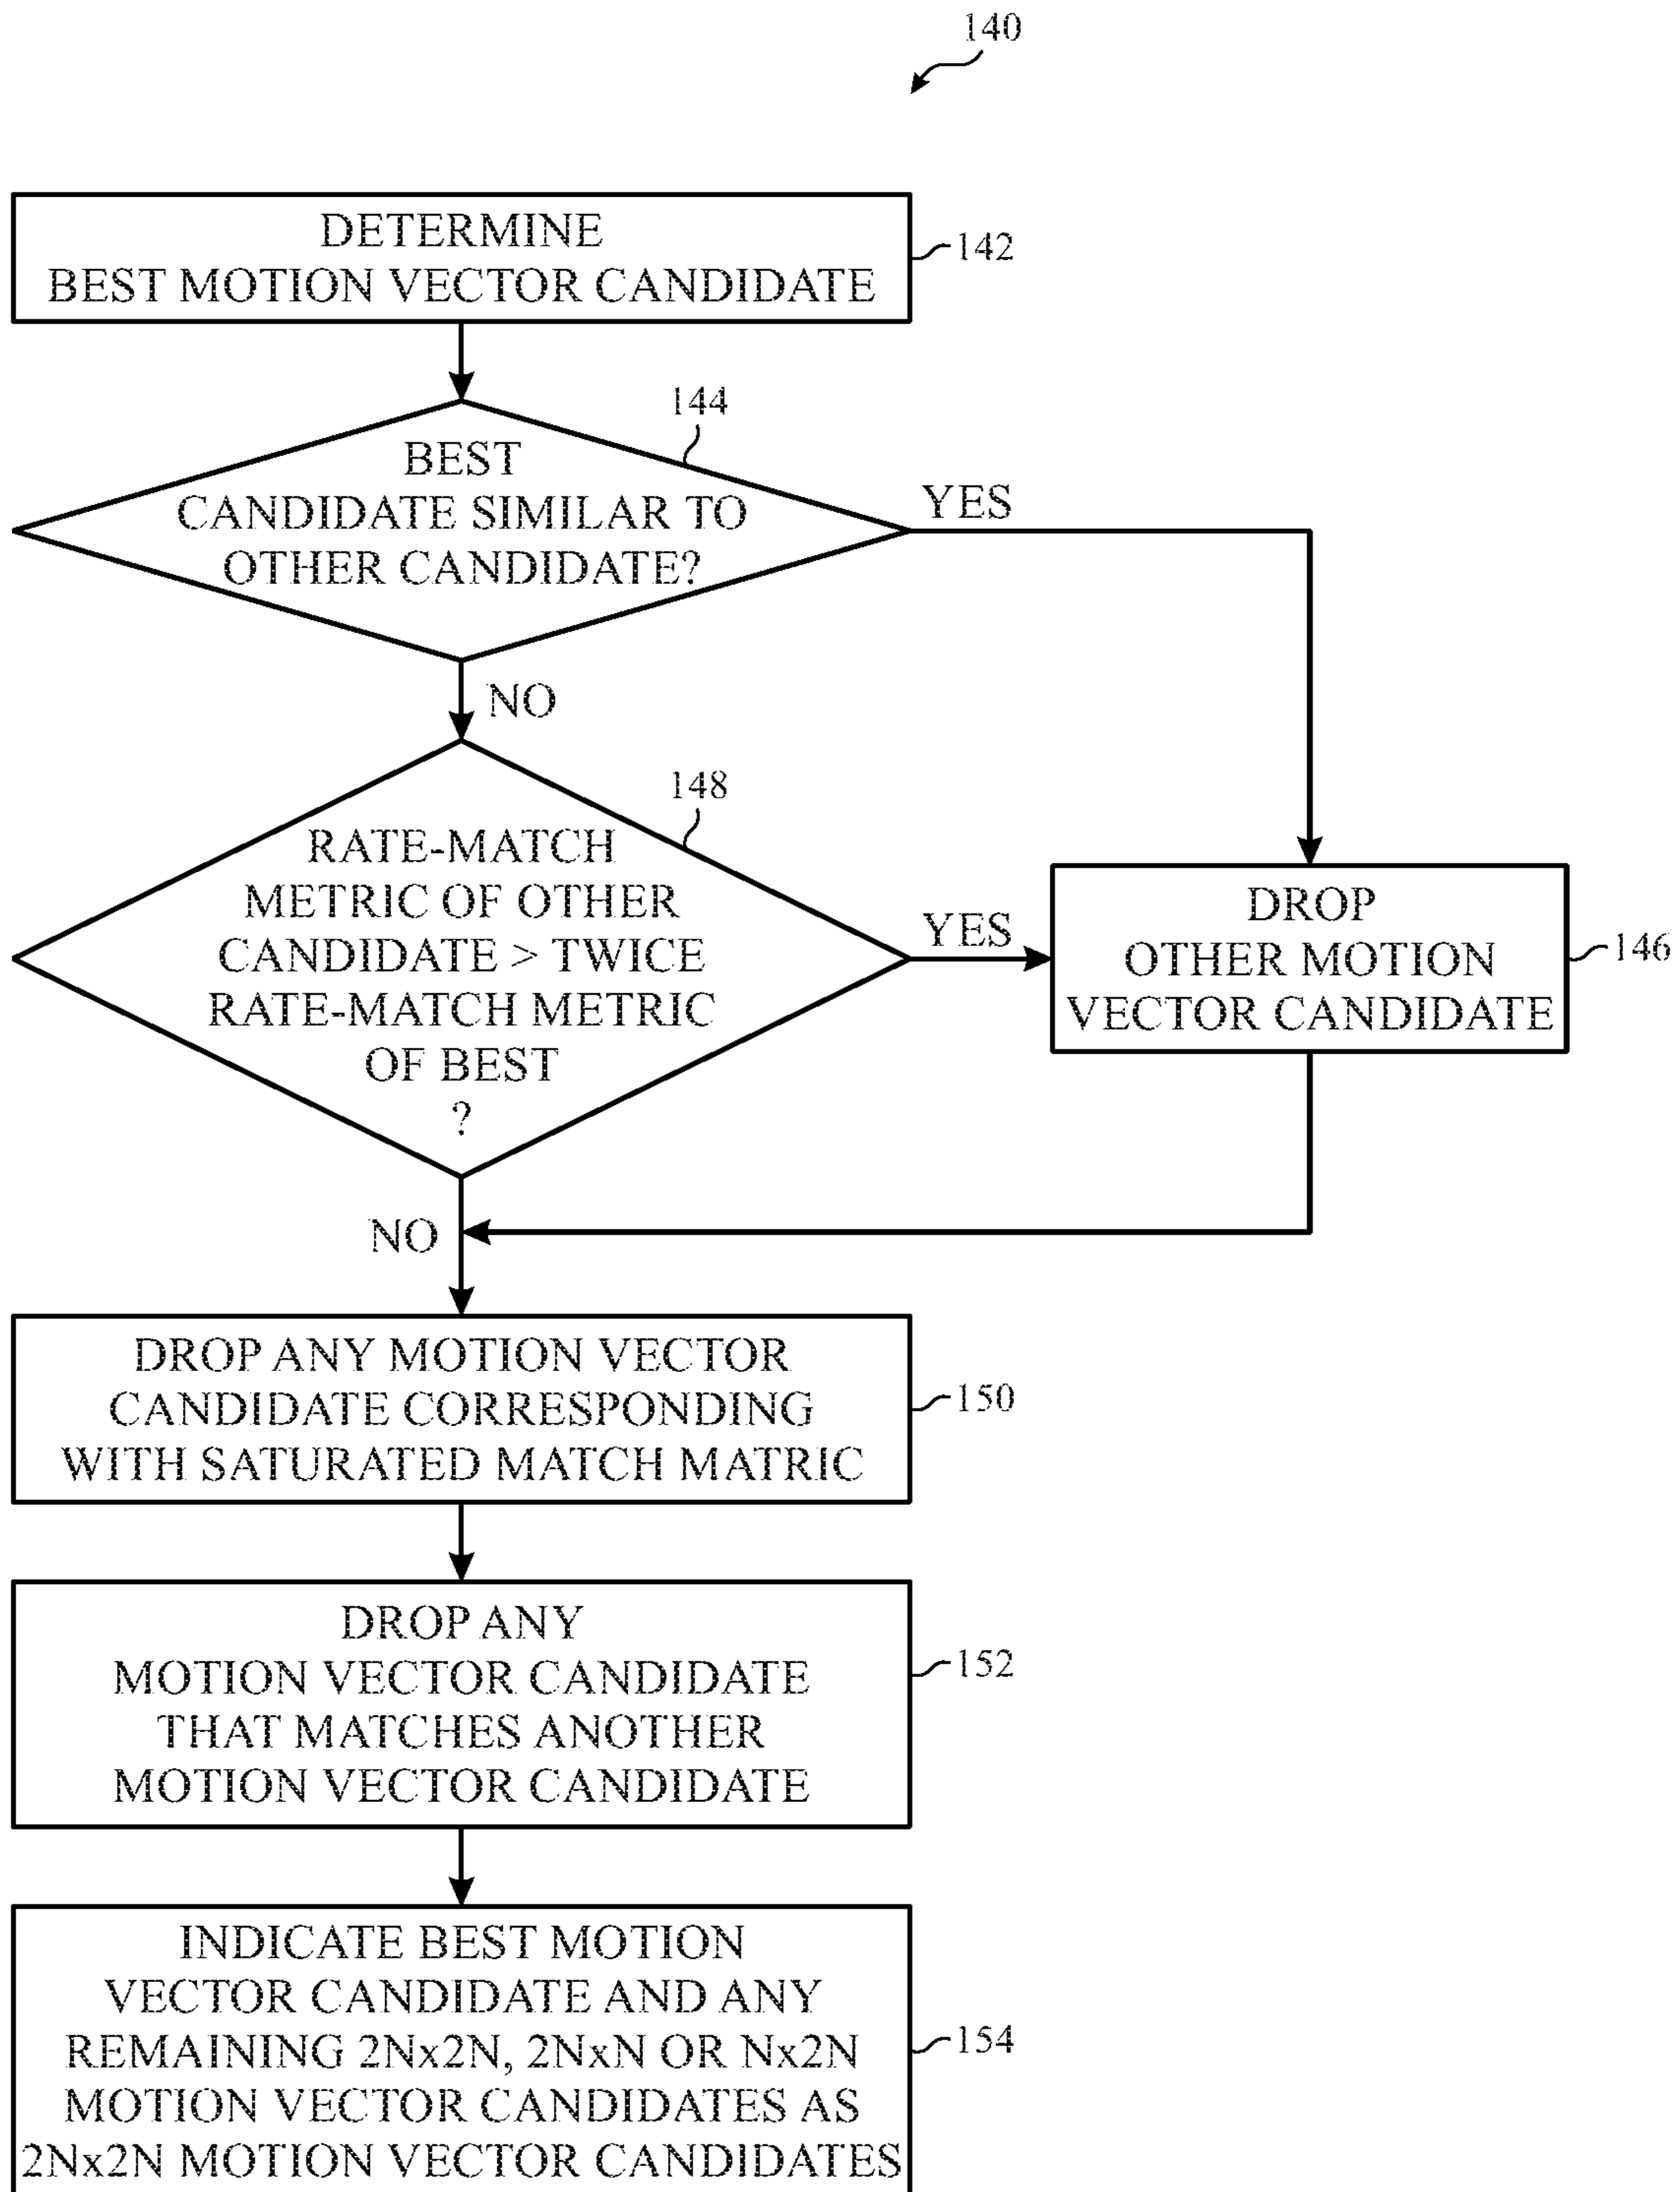 140
DETERMINE
BEST MOTION VECTOR CANDIDATE
142
144
BEST
CANDIDATE SIMILAR TO
OTHER CANDIDATE?
YES
NO
148
RATE-MATCH
METRIC OF OTHER
CANDIDATE > TWICE
RATE-MATCH METRIC
OF BEST
?
YES
DROP
OTHER MOTION
VECTOR CANDIDATE
146
NO
DROP ANY MOTION VECTOR
CANDIDATE CORRESPONDING
WITH SATURATED MATCH MATRIC
150
DROP ANY
MOTION VECTOR CANDIDATE
THAT MATCHES ANOTHER
MOTION VECTOR CANDIDATE
152
INDICATE BEST MOTION
VECTOR CANDIDATE AND ANY
REMAINING 2Nx2N, 2NxN OR Nx2N
MOTION VECTOR CANDIDATES AS
2Nx2N MOTION VECTOR CANDIDATES
154